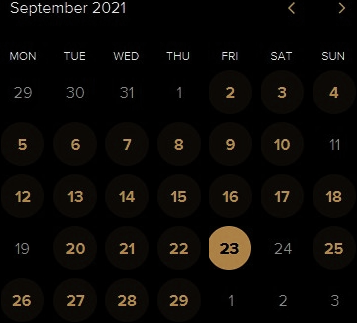 September 2021
MON TUE WED THU FRI SAT SUN
29 30 31 1 2 3 4
5 6 7 8 9 10 11
12 13 14 15 16 17 18
19 20 21 22 23 24 25
26 27 28 29 1 2 3